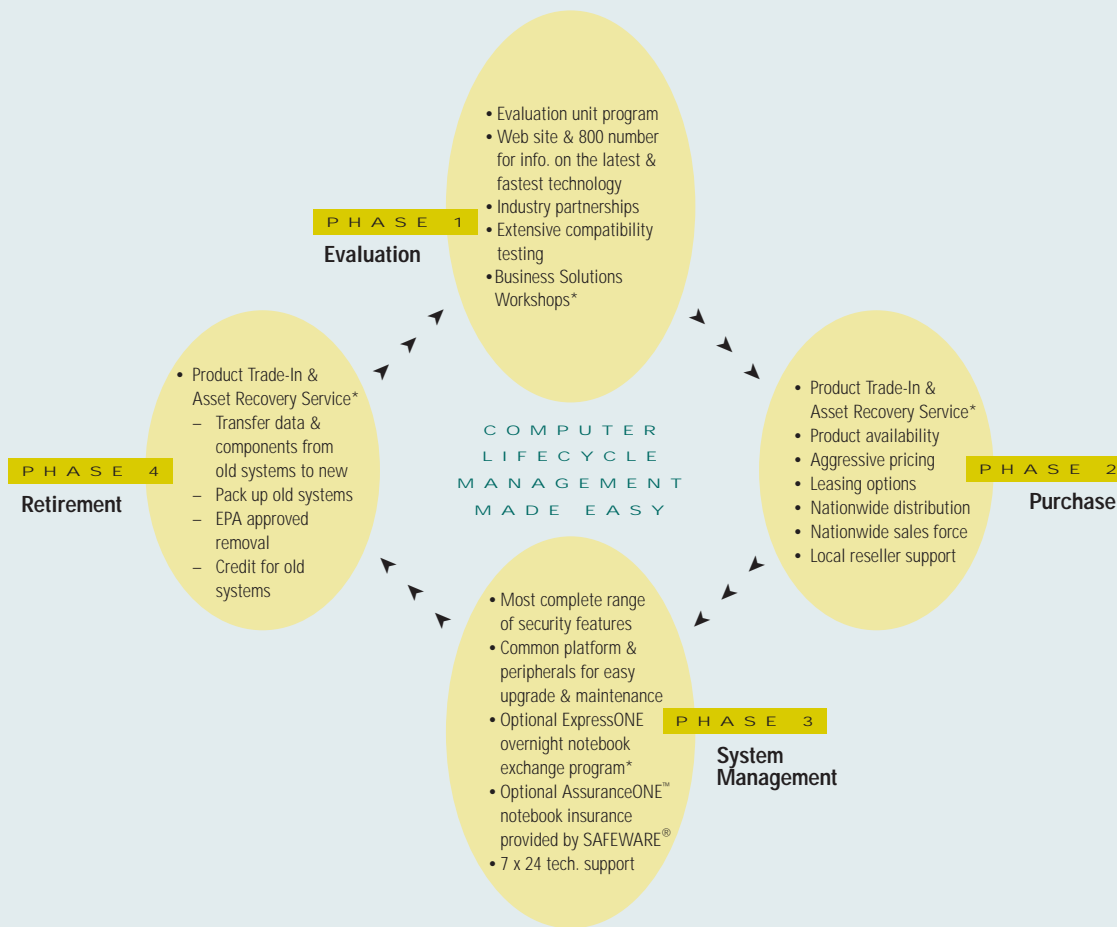 • Evaluation unit program
• Web site & 800 number
for info. on the latest &
fastest technology
• Industry partnerships
• Extensive compatibility
testing
•Business Solutions
Workshops*
PHASE 1
Evaluation
• Product Trade-In &
Asset Recovery Service*
• Product availability
• Aggressive pricing
• Leasing options
• Nationwide distribution
• Nationwide sales force
• Local reseller support
PHASE 2
Purchase
COMPUTER
LIFECYCLE
MANAGEMENT
MADE EASY
• Most complete range
of security features
• Common platform &
peripherals for easy
upgrade & maintenance
• Optional ExpressONE
overnight notebook
exchange program*
• Optional AssuranceONE™
notebook insurance
provided by SAFEWARE®
• 7 x 24 tech. support
PHASE 3
System
Management
• Product Trade-In &
Asset Recovery Service*
– Transfer data &
components from
old systems to new
– Pack up old systems
– EPA approved
removal
– Credit for old
systems
PHASE 4
Retirement